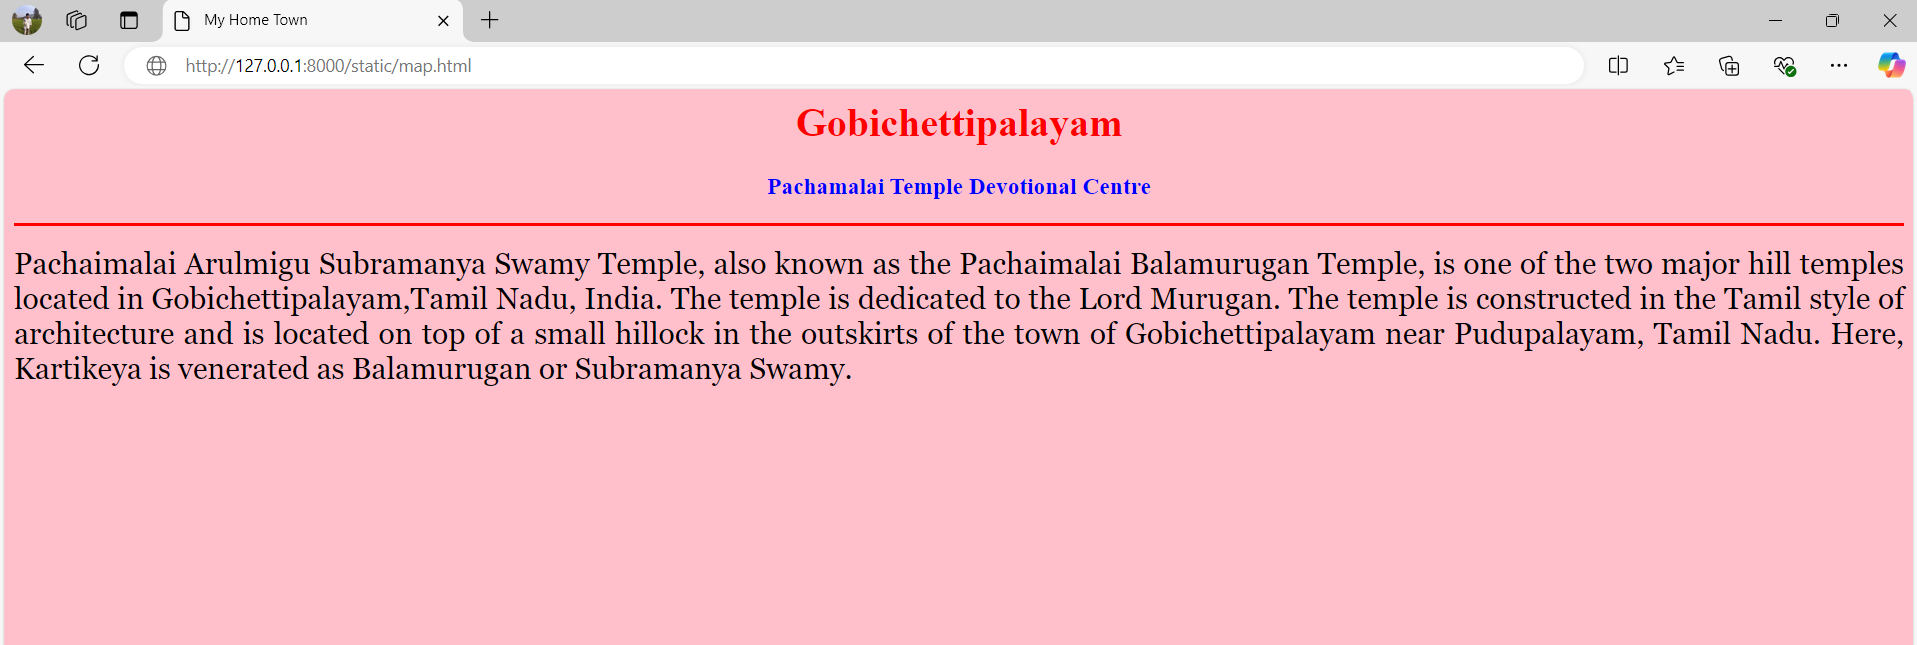 My Home Town
http://127.0.0.1:8000/static/map.html
Gobichettipalayam
Pachamalai Temple Devotional Centre
Pachaimalai Arulmigu Subramanya Swamy Temple, also known as the Pachaimalai Balamurugan Temple, is one of the two major hill temples
located in Gobichettipalayam,Tamil Nadu, India. The temple is dedicated to the Lord Murugan. The temple is constructed in the Tamil style of
architecture and is located on top of a small hillock in the outskirts of the town of Gobichettipalayam near Pudupalayam, Tamil Nadu. Here,
Kartikeya is venerated as Balamurugan or Subramanya Swamy.